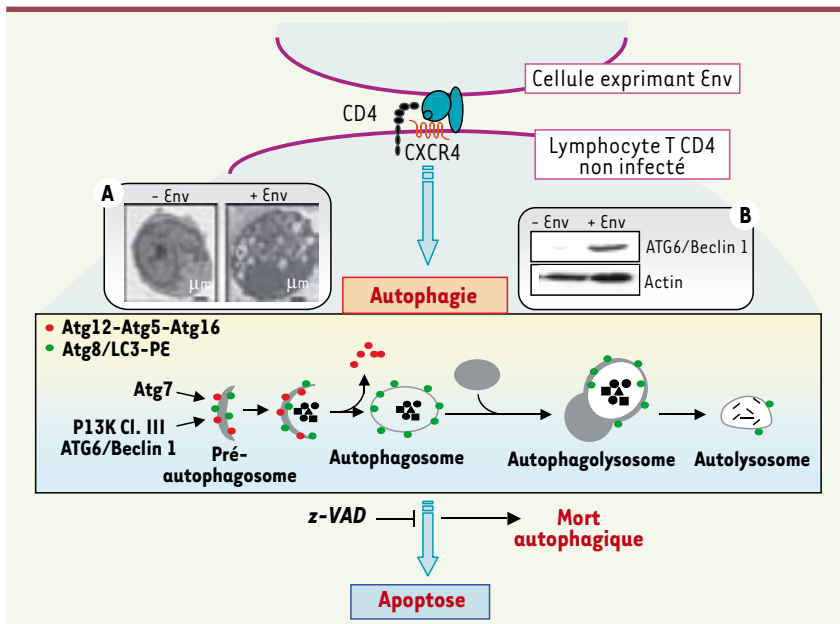 Cellule exprimant Env
CD4
CXCR4
Lymphocyte T CD4
non infecté
A
– Env
+ Env
µm
µm
B
– Env
+ Env
ATG6/Beclin 1
Actin
Autophagie
Atg12-Atg5-Atg16
Atg8/LC3-PE
Atg7
P13K Cl. III
ATG6/Beclin 1
Pré-
autophagosome
Autophagosome
Autophagolysosome
Autolysosome
z-VAD
Mort
autophagique
Apoptose